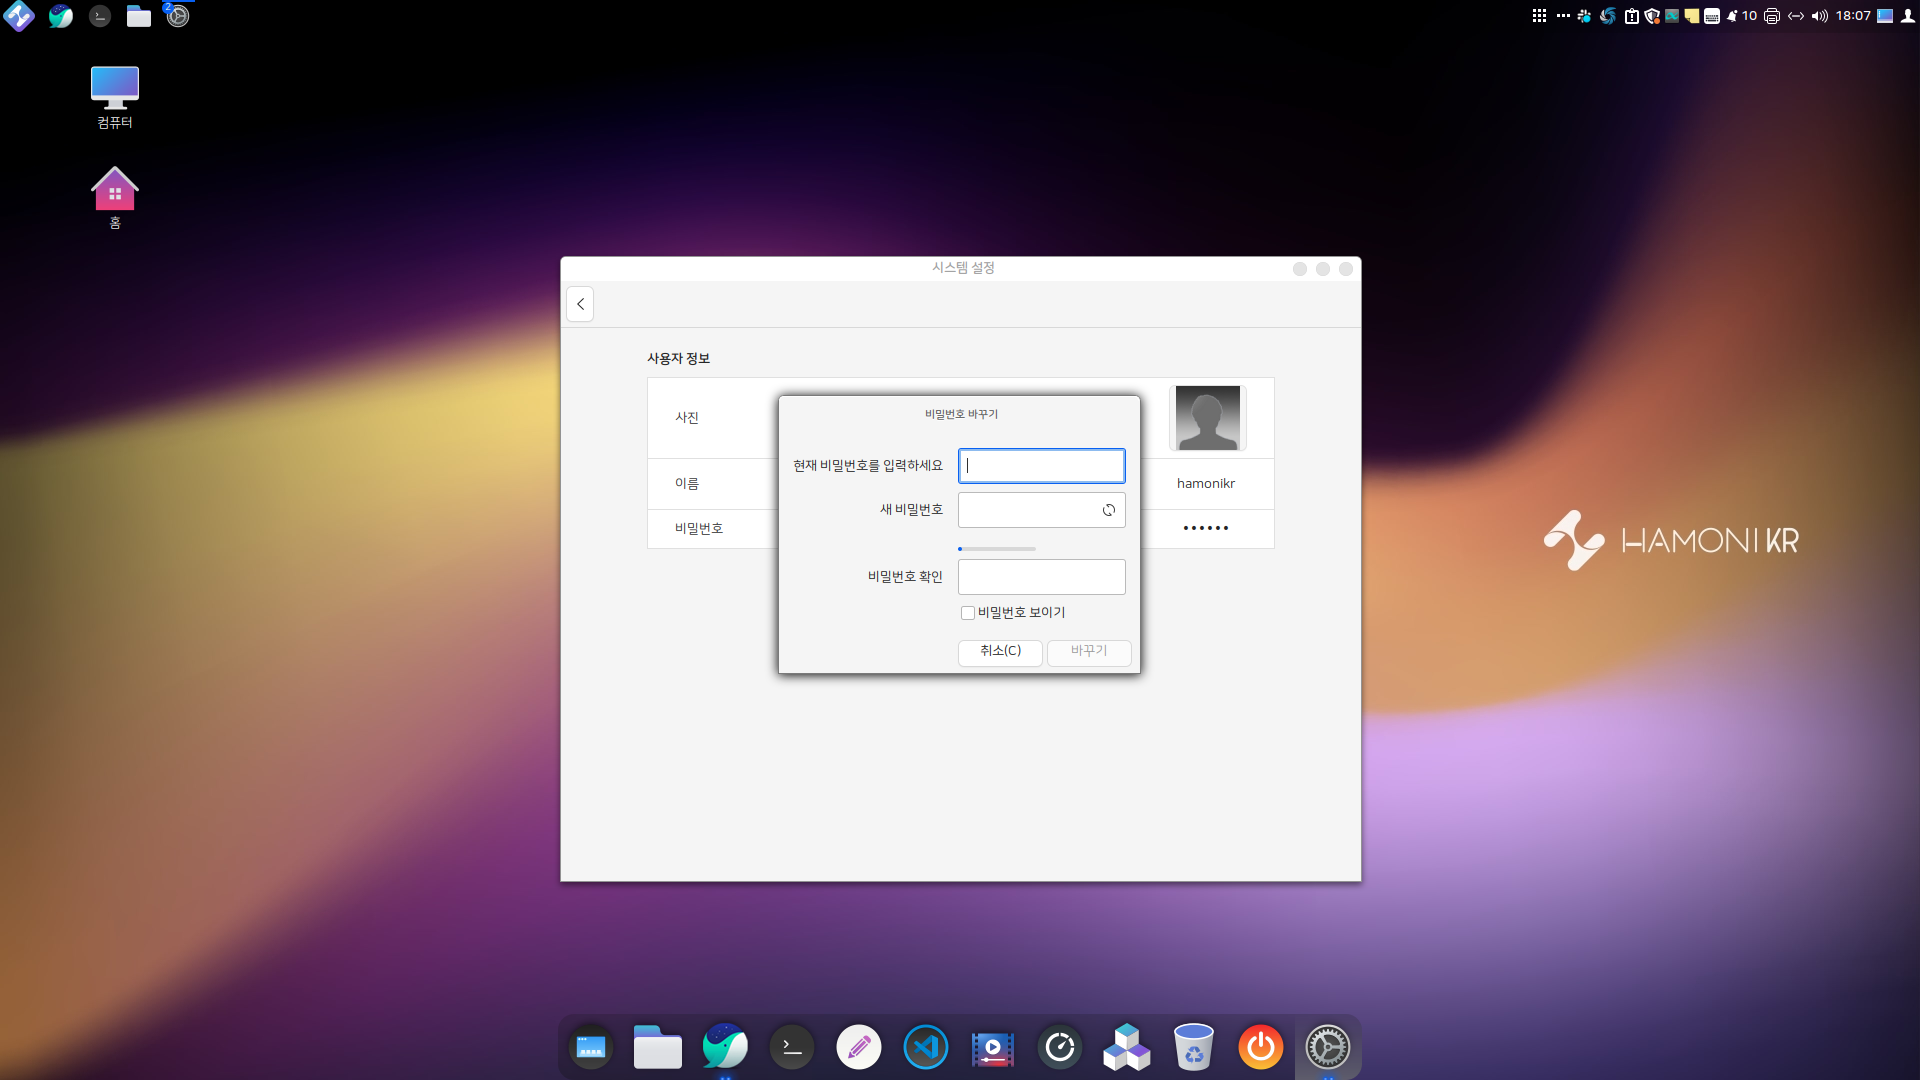 2
10
18:07
컴퓨터
홈
시스템 설정
사용자 정보
사진
이름
hamonikr
비밀번호
••••••
비밀번호 바꾸기
현재 비밀번호를 입력하세요
새 비밀번호
비밀번호 확인
비밀번호 보이기
취소(C)
바꾸기
HAMONIKR